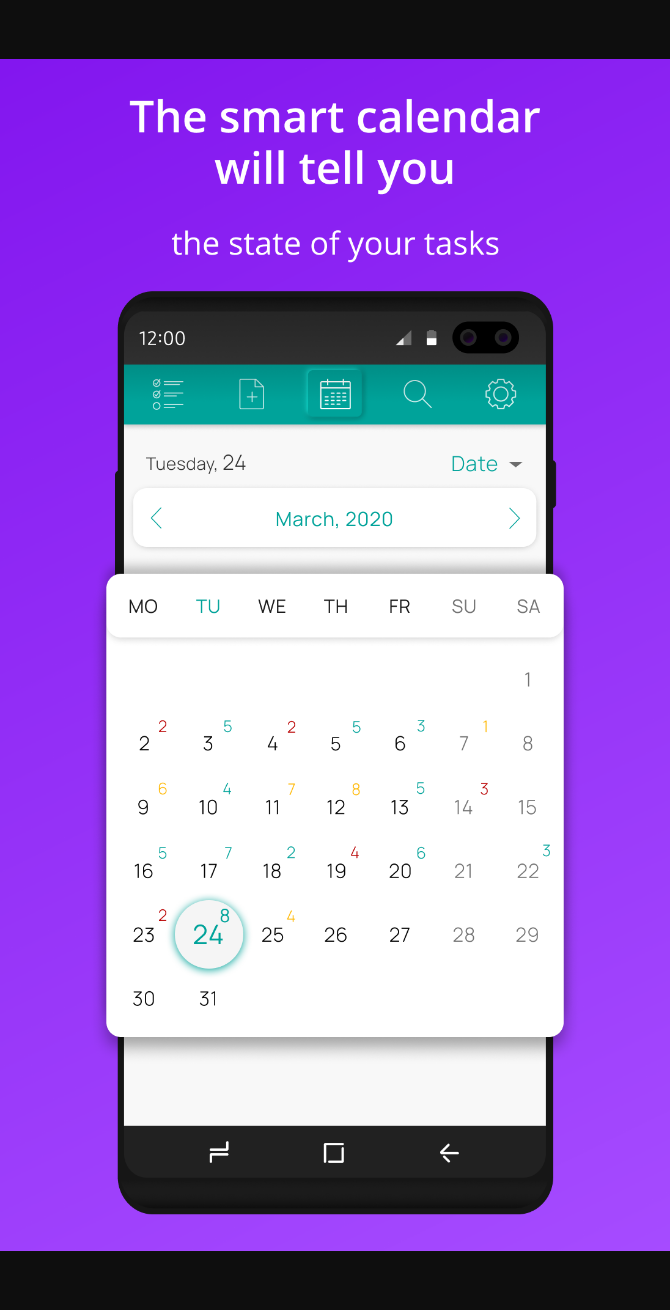 The smart calendar
will tell you
the state of your tasks
12:00
Tuesday, 24 Date
March, 2020
MO TU WE TH FR SU SA
1
2 2 3 5 4 2 5 5 6 3 7 1 8
9 6 10 4 11 7 12 8 13 5 14 3 15
16 5 17 7 18 2 19 4 20 6 21 22 3
23 2 24 8 25 4 26 27 28 29
30 31